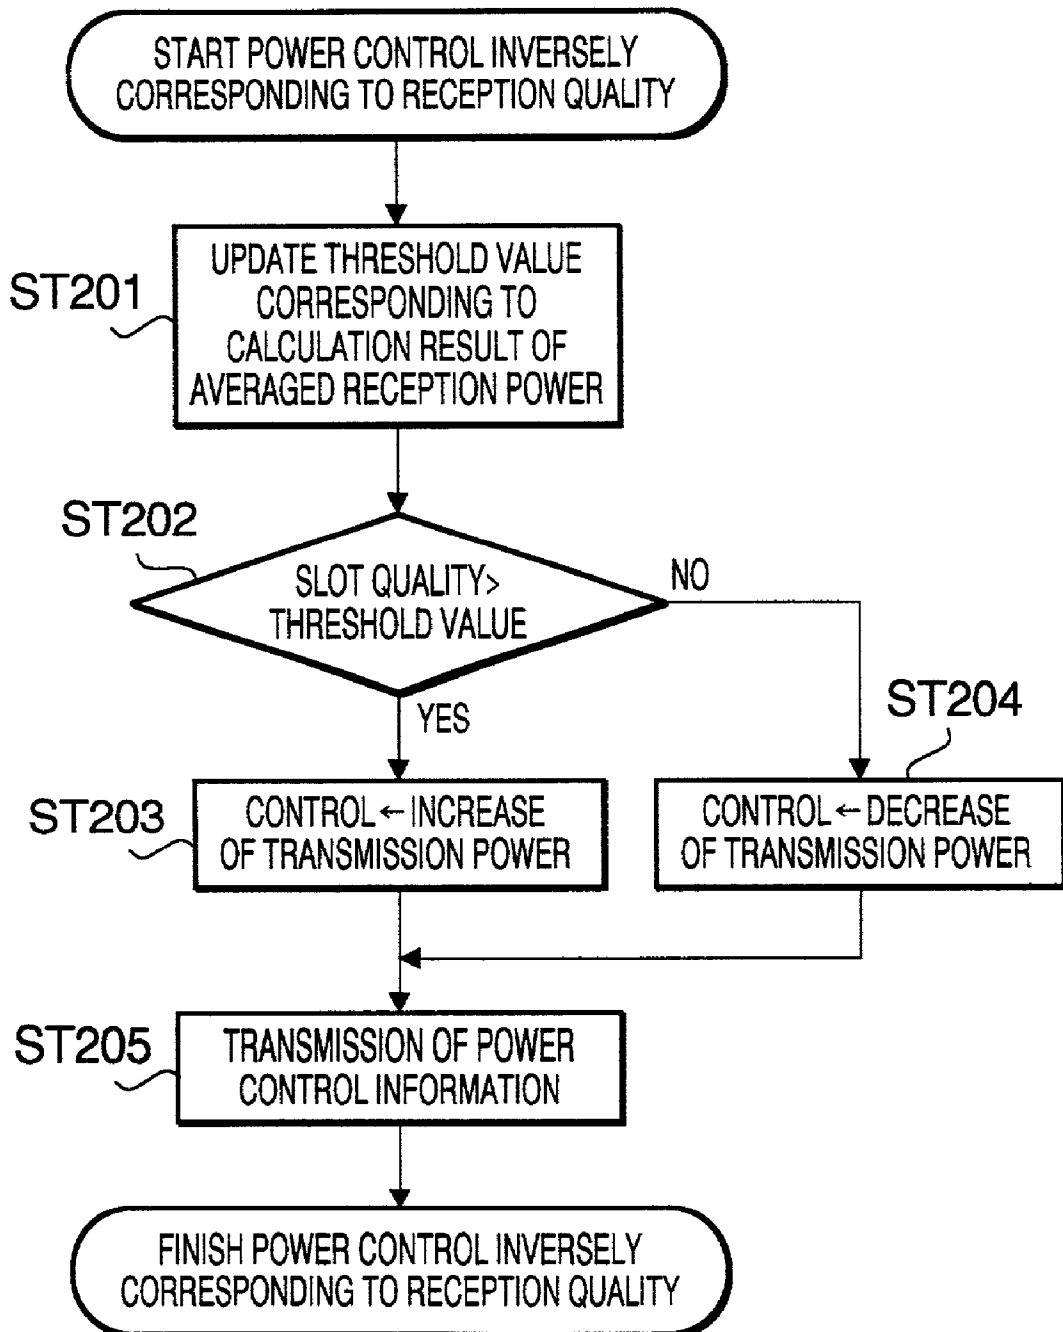 START POWER CONTROL INVERSELY
CORRESPONDING TO RECEPTION QUALITY
ST201
UPDATE THRESHOLD VALUE
CORRESPONDING TO
CALCULATION RESULT OF
AVERAGED RECEPTION POWER
ST202
SLOT QUALITY>
THRESHOLD VALUE
NO
YES
ST203
CONTROL ← INCREASE
OF TRANSMISSION POWER
ST204
CONTROL ← DECREASE
OF TRANSMISSION POWER
ST205
TRANSMISSION OF POWER
CONTROL INFORMATION
FINISH POWER CONTROL INVERSELY
CORRESPONDING TO RECEPTION QUALITY